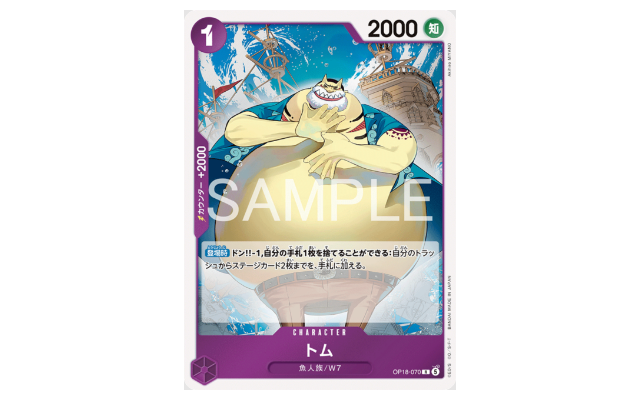 1
2000 知
カウンター +2000
SAMPLE
登場時 ドン!!-1,自分の手札1枚を捨てることができる:自分のトラッ
シュからステージカード2枚までを、手札に加える。
CHARACTER
トム
魚人族/W7
OP18-070 R